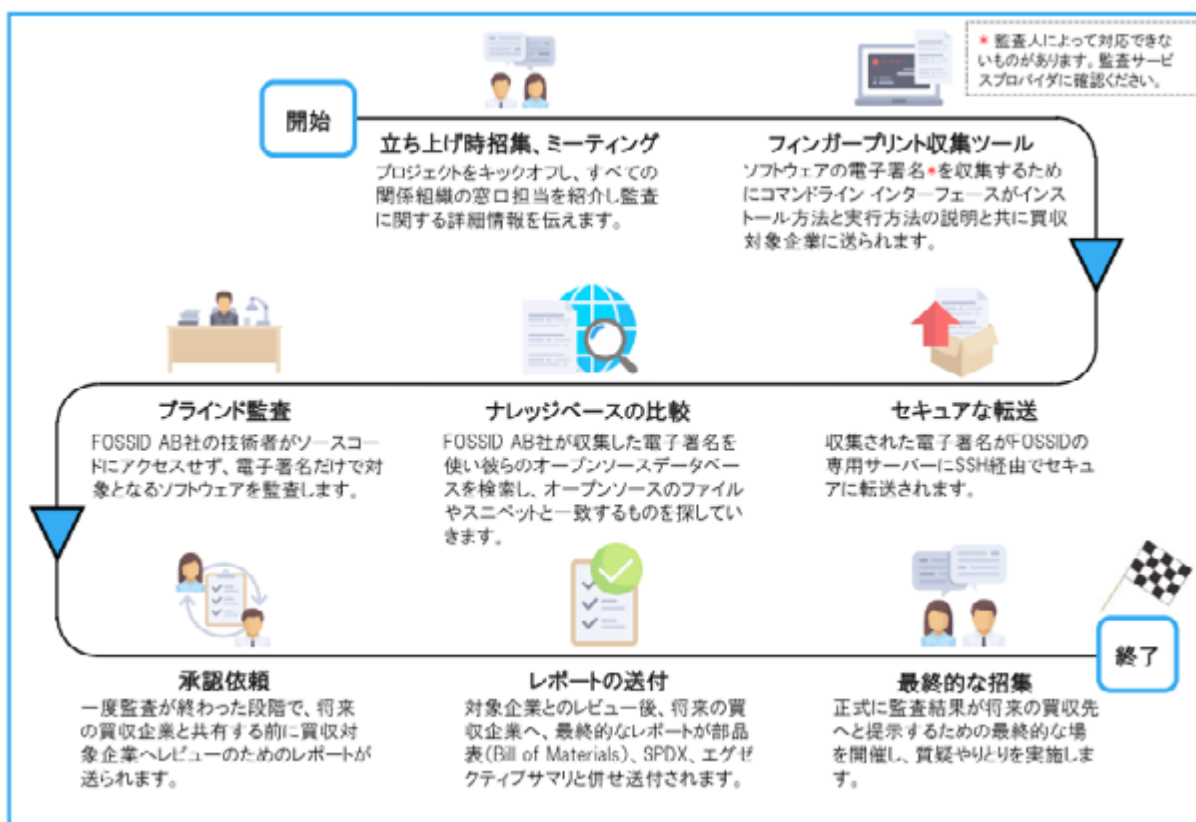 * 監査人によって対応できな
いものがあります。監査サービ
スプロバイダに確認ください。
開始
立ち上げ時招集、ミーティング
プロジェクトをキックオフし、すべての
関係組織の窓口担当を紹介し監査
に関する詳細情報を伝えます。
フィンガープリント収集ツール
ソフトウェアの電子署名*を収集するため
にコマンドライン インターフェースがインス
トール方法と実行方法の説明と共に買収
対象企業に送られます。
セキュアな転送
収集された電子署名がFOSSIDの
専用サーバーにSSH経由でセキュ
アに転送されます。
ナレッジベースの比較
FOSSID AB社が収集した電子署名を
使い彼らのオープンソースデータベー
スを検索し、オープンソースのファイル
やスニペットと一致するものを探してい
きます。
ブラインド監査
FOSSID AB社の技術者がソースコー
ドにアクセスせず、電子署名だけで対
象となるソフトウェアを監査します。
承認依頼
一度監査が終わった段階で、将来
の買収企業と共有する前に買収対
象企業へレビューのためのレポートが
送られます。
レポートの送付
対象企業とのレビュー後、将来の買
収企業へ、最終的なレポートが部品
表(Bill of Materials)、SPDX、エグゼ
クティブサマリと併せ送付されます。
最終的な招集
正式に監査結果が将来の買収先
へと提示するための最終的な場
を開催し、質疑やりとりを実施しま
す。
終了